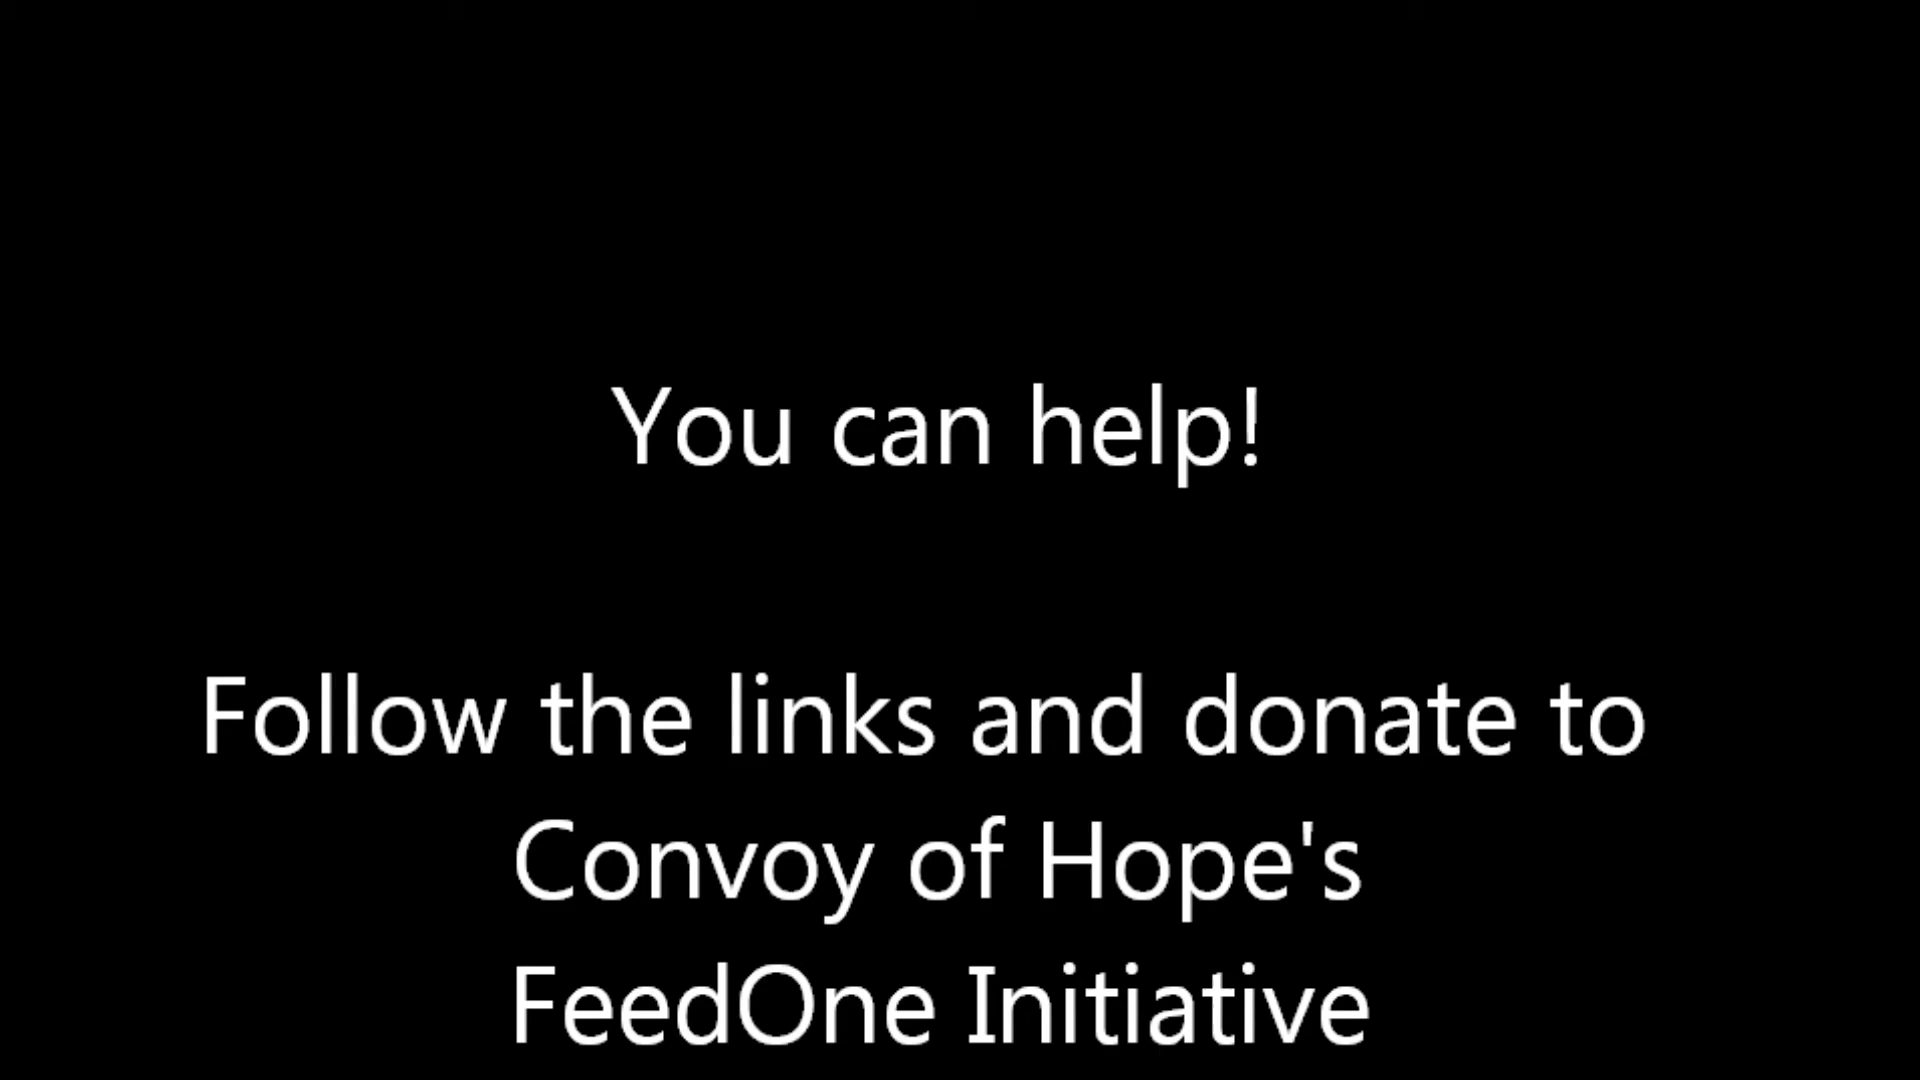 You can help!
Follow the links and donate to
Convoy of Hope's
FeedOne Initiative